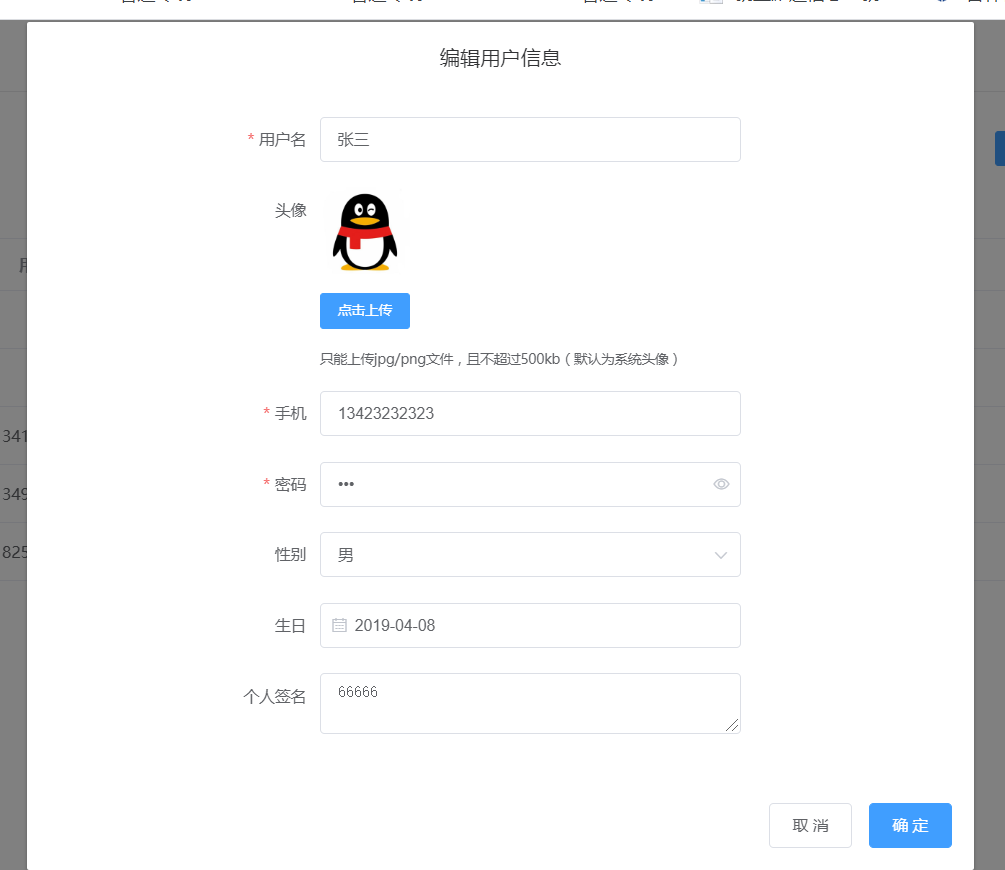 编辑用户信息
* 用户名
张三
头像
点击上传
只能上传jpg/png文件，且不超过500kb（默认为系统头像）
* 手机
13423232323
* 密码
•••
性别
男
生日
2019-04-08
个人签名
66666
取 消
确 定
341
349
825